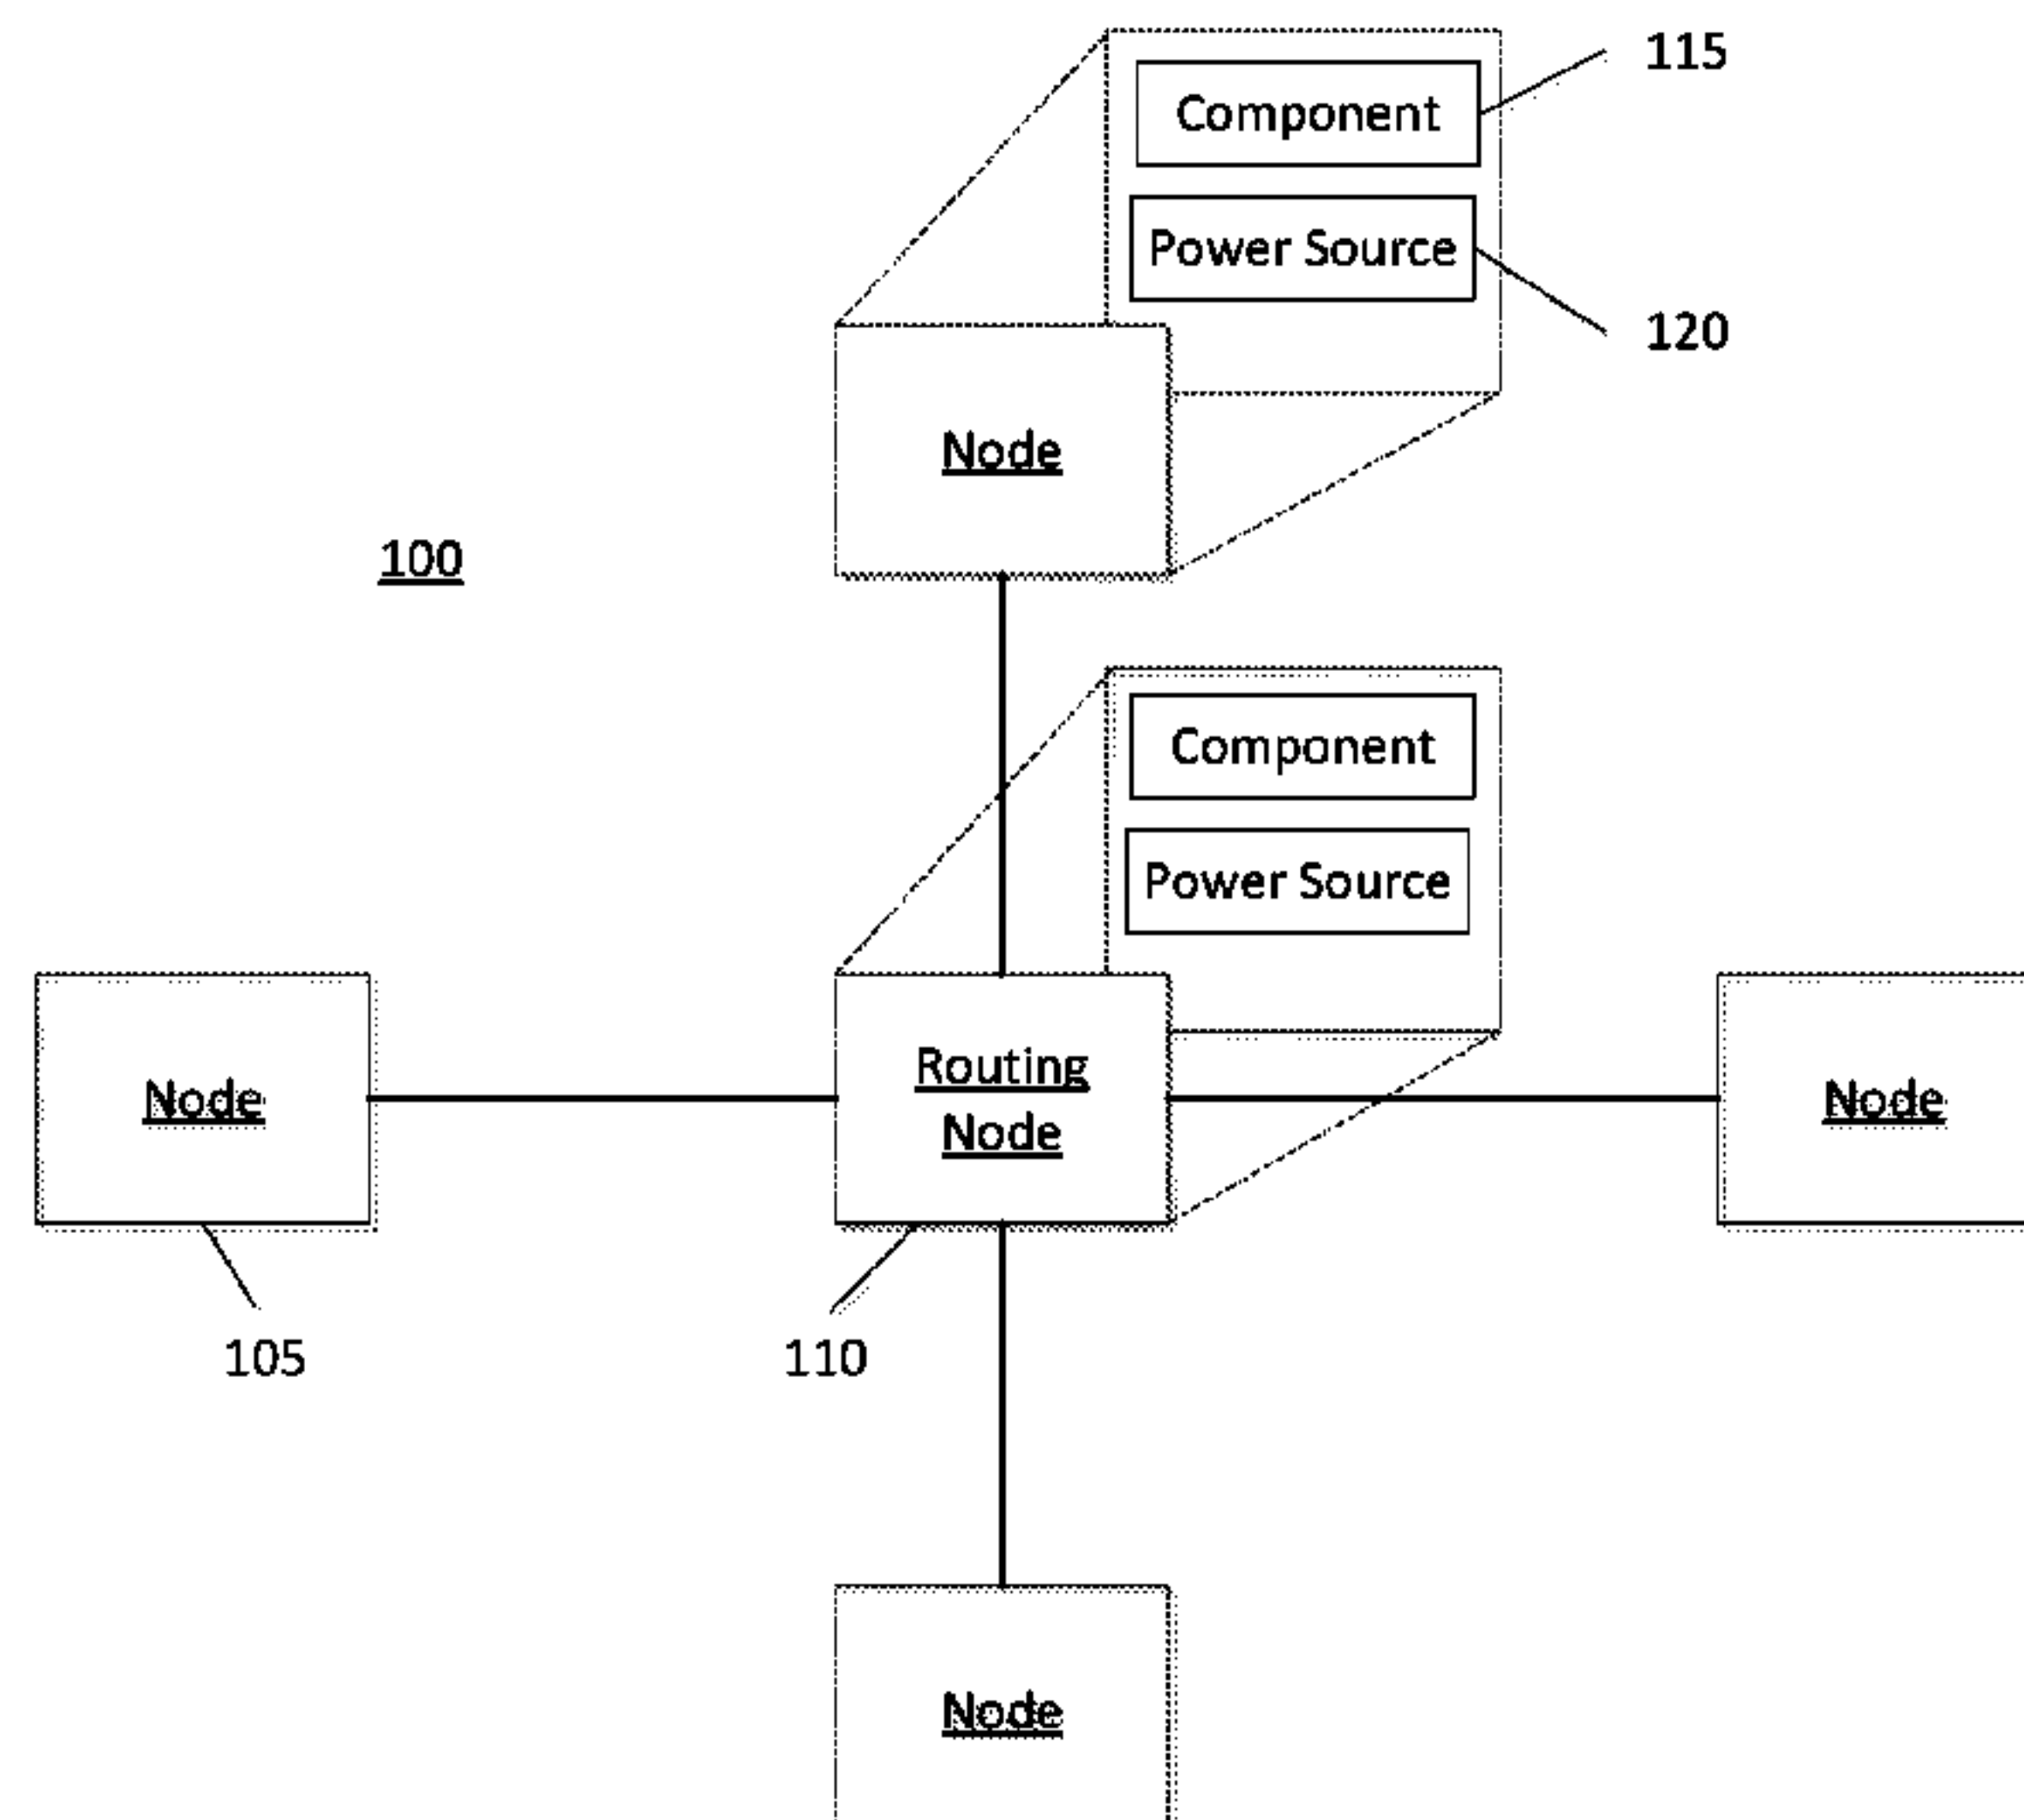 115
Component
Power Source
120
Node
100
Component
Power Source
Node
Routing
Node
Node
105
110
Node